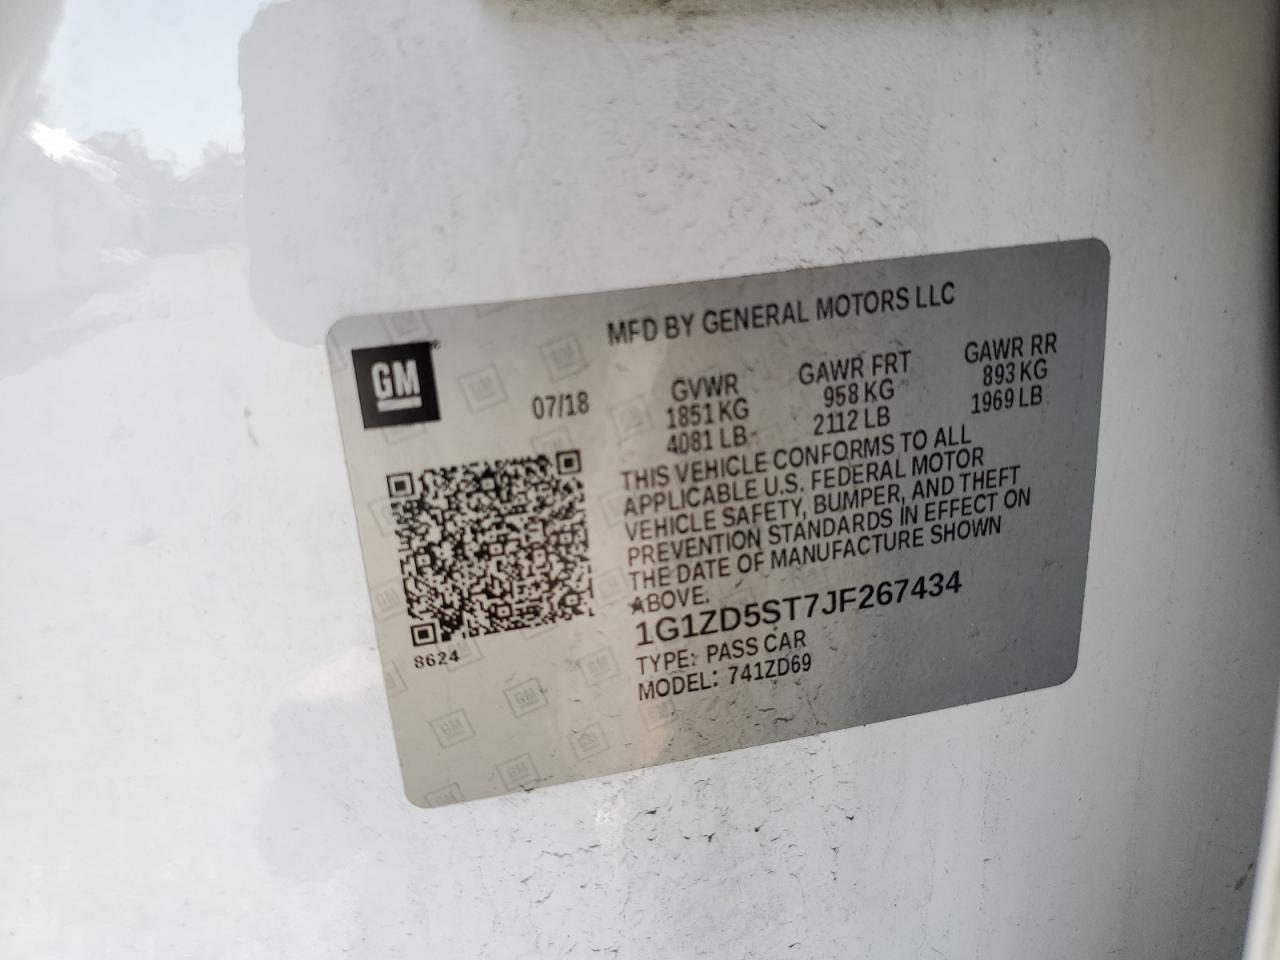 MFD BY GENERAL MOTORS LLC
GM®
07/18
GVWR GAWR FRT GAWR RR
1851 KG 958 KG 893 KG
4081 LB 2112 LB 1969 LB
THIS VEHICLE CONFORMS TO ALL
APPLICABLE U.S. FEDERAL MOTOR
VEHICLE SAFETY, BUMPER, AND THEFT
PREVENTION STANDARDS IN EFFECT ON
THE DATE OF MANUFACTURE SHOWN
ABOVE.
1G1ZD5ST7JF267434
TYPE: PASS CAR
MODEL: 741ZD69
8624